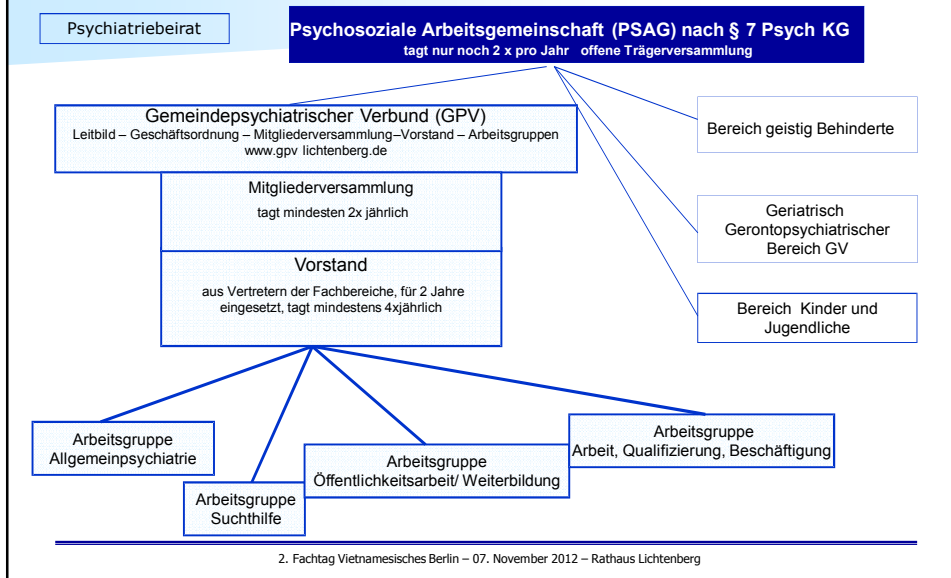 Psychiatriebeirat
Psychosoziale Arbeitsgemeinschaft (PSAG) nach § 7 Psych KG
tagt nur noch 2 x pro Jahr offene Trägerversammlung
Gemeindepsychiatrischer Verbund (GPV)
Leitbild – Geschäftsordnung – Mitgliederversammlung–Vorstand – Arbeitsgruppen
www.gpv lichtenberg.de
Mitgliederversammlung
tagt mindesten 2x jährlich
Vorstand
aus Vertretern der Fachbereiche, für 2 Jahre
eingesetzt, tagt mindestens 4xjährlich
Bereich geistig Behinderte
Geriatrisch
Gerontopsychiatrischer
Bereich GV
Bereich Kinder und
Jugendliche
Arbeitsgruppe
Allgemeinpsychiatrie
Arbeitsgruppe
Suchthilfe
Arbeitsgruppe
Öffentlichkeitsarbeit/ Weiterbildung
Arbeitsgruppe
Arbeit, Qualifizierung, Beschäftigung
2. Fachtag Vietnamesisches Berlin – 07. November 2012 – Rathaus Lichtenberg